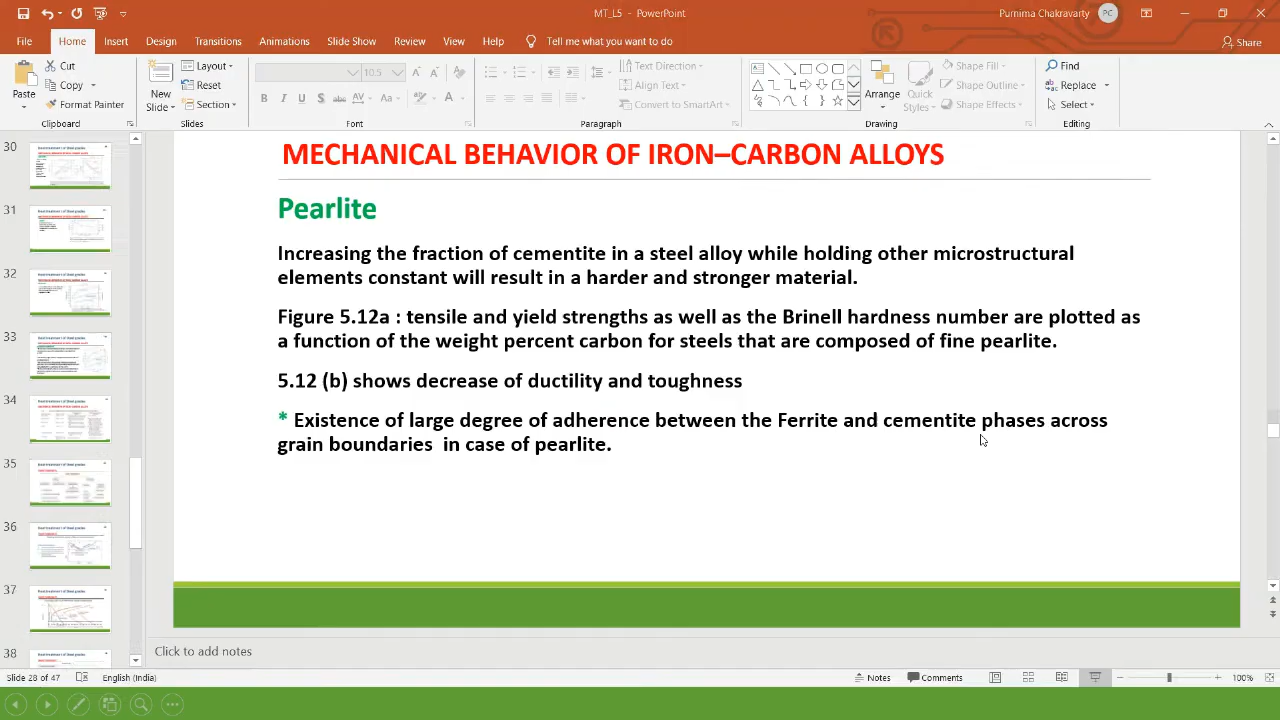 MT_L5 - PowerPoint
Purnima Chakravarty PC
File Home Insert Design Transitions Animations Slide Show Review View Help Tell me what you want to do Share
Paste Cut Copy Format Painter Clipboard
New Slide Layout Reset Section Slides
10.5 Font
Text Direction Align Text Convert to SmartArt Paragraph
Arrange Quick Styles Shape Fill Shape Outline Shape Effects Drawing
Find Replace Select Editing
30
31
32
33
34
35
36
37
38
MECHANICAL BEHAVIOR OF IRON–CARBON ALLOYS
Pearlite
Increasing the fraction of cementite in a steel alloy while holding other microstructural
elements constant will result in a harder and stronger material.
Figure 5.12a : tensile and yield strengths as well as the Brinell hardness number are plotted as
a function of the weight percent carbon for steels that are composed of fine pearlite.
5.12 (b) shows decrease of ductility and toughness
* Existence of large degree of adherence between the Ferrite and cementite phases across
grain boundaries in case of pearlite.
Click to add notes
Slide 28 of 47 English (India) Notes Comments 100%